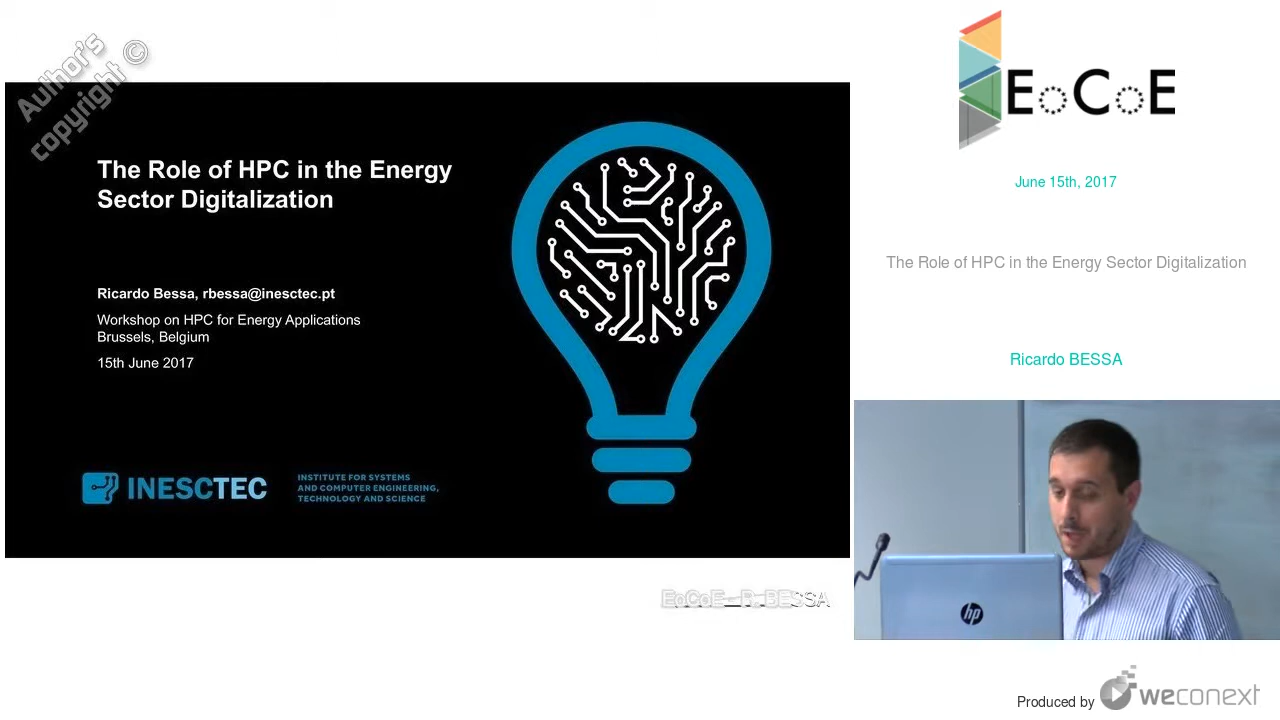 Author's
copyright ©
The Role of HPC in the Energy
Sector Digitalization
Ricardo Bessa, rbessa@inesctec.pt
Workshop on HPC for Energy Applications
Brussels, Belgium
15th June 2017
INESCTEC
INSTITUTE FOR SYSTEMS
AND COMPUTER ENGINEERING,
TECHNOLOGY AND SCIENCE
EoCoE - R. BESSA
EoCoE
June 15th, 2017
The Role of HPC in the Energy Sector Digitalization
Ricardo BESSA
hp
Produced by weconext